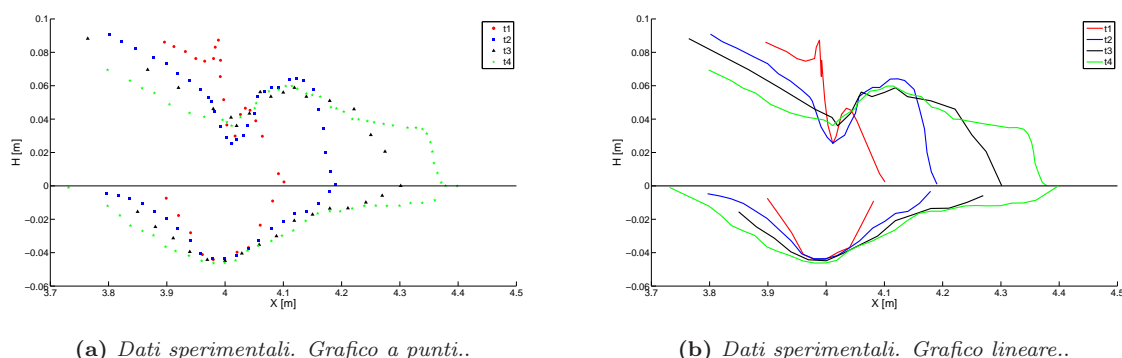 0.1
0.08
0.06
0.04
0.02
0
−0.02
−0.04
−0.06
3.7 3.8 3.9 4 4.1 4.2 4.3 4.4 4.5
X [m]
H [m]
t1
t2
t3
t4
(a) Dati sperimentali. Grafico a punti..
0.1
0.08
0.06
0.04
0.02
0
−0.02
−0.04
−0.06
3.7 3.8 3.9 4 4.1 4.2 4.3 4.4 4.5
X [m]
H [m]
t1
t2
t3
t4
(b) Dati sperimentali. Grafico lineare..